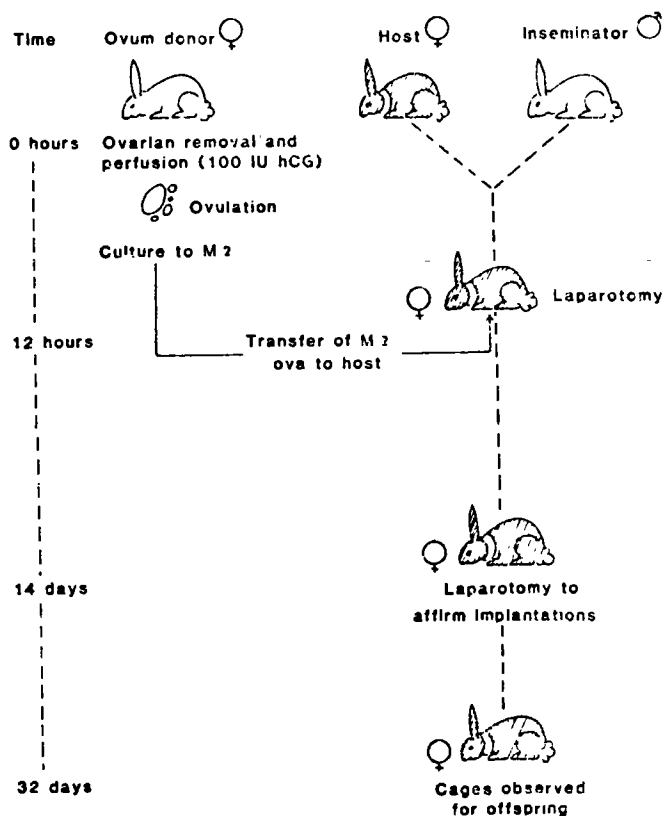 Time
Ovum donor ♀
Host ♀
Inseminator ♂
0 hours
Ovarian removal and
perfusion (100 IU hCG)
Ovulation
Culture to M 2
♀
Laparotomy
12 hours
Transfer of M 2
ova to host
♀
14 days
Laparotomy to
affirm implantations
♀
32 days
Cages observed
for offspring